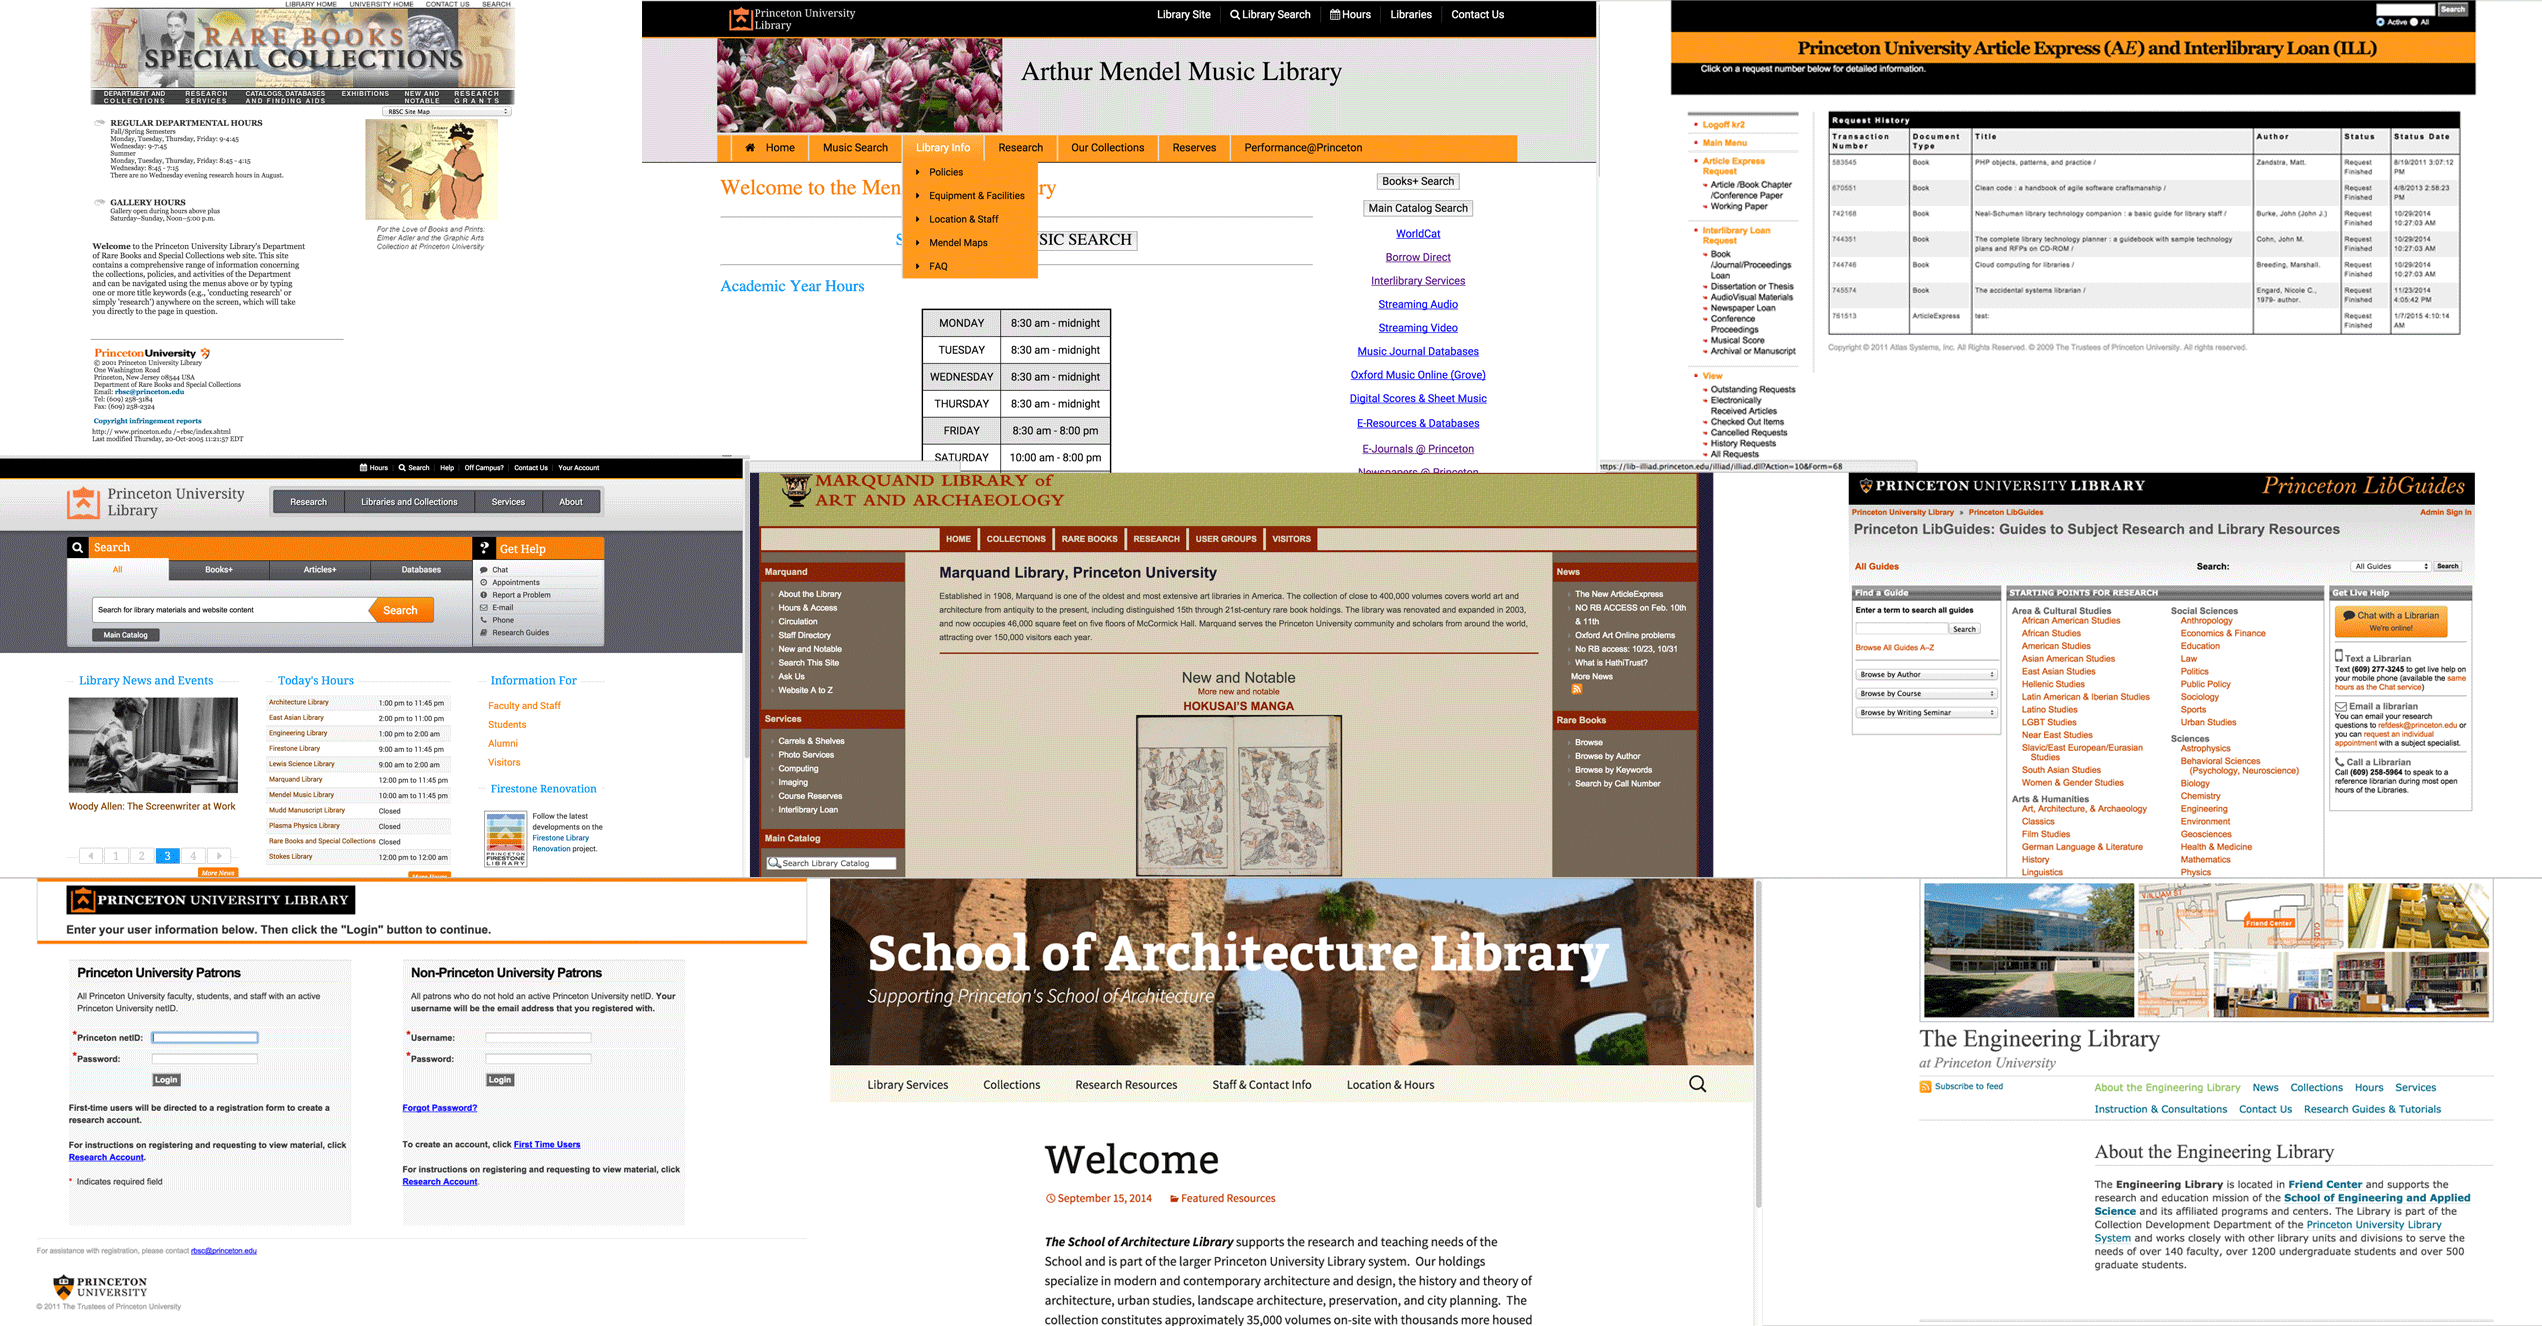 LIBRARY HOME UNIVERSITY HOME CONTACT US SEARCH
RARE BOOKS
SPECIAL COLLECTIONS
DEPARTMENT AND COLLECTIONS RESEARCH SERVICES CATALOGS, DATABASES AND FINDING AIDS EXHIBITIONS NEW AND NOTABLE RESEARCH GRANTS
RBSC Site Map
REGULAR DEPARTMENTAL HOURS
Fall/Spring Semesters
Monday, Tuesday, Thursday, Friday: 9-4:45
Wednesday: 9-7:45
Summer
Monday, Tuesday, Thursday, Friday: 8:45 - 4:15
Wednesday: 8:45 - 7:15
There are no Wednesday evening research hours in August.
GALLERY HOURS
Gallery open during hours above plus
Saturday–Sunday, Noon–5:00 p.m.
For the Love of Books and Prints:
Elmer Adler and the Graphic Arts
Collection at Princeton University
Welcome to the Princeton University Library's Department
of Rare Books and Special Collections web site. This site
contains a comprehensive range of information concerning
the collections, policies, and activities of the Department
and can be navigated using the menus above or by typing
one or more title keywords (e.g., 'conducting research' or
simply 'research') anywhere on the screen, which will take
you directly to the page in question.
PrincetonUniversity
© 2001 Princeton University Library
One Washington Road
Princeton, New Jersey 08544 USA
Department of Rare Books and Special Collections
Email: rbsc@princeton.edu
Tel: (609) 258-3184
Fax: (609) 258-2324
Copyright infringement reports
http:// www.princeton.edu /~rbsc/index.shtml
Last modified Thursday, 20-Oct-2005 11:21:57 EDT
Princeton University
Library
Library Site Library Search Hours Libraries Contact Us
Arthur Mendel Music Library
Home Music Search Library Info Research Our Collections Reserves Performance@Princeton
Policies
Equipment & Facilities
Location & Staff
Mendel Maps
FAQ
Welcome to the Men ry
S SIC SEARCH
Academic Year Hours
MONDAY 8:30 am - midnight
TUESDAY 8:30 am - midnight
WEDNESDAY 8:30 am - midnight
THURSDAY 8:30 am - midnight
FRIDAY 8:30 am - 8:00 pm
SATURDAY 10:00 am - 8:00 pm
Books+ Search
Main Catalog Search
WorldCat
Borrow Direct
Interlibrary Services
Streaming Audio
Streaming Video
Music Journal Databases
Oxford Music Online (Grove)
Digital Scores & Sheet Music
E-Resources & Databases
E-Journals @ Princeton
Newspapers @ Princeton
Search
Active All
Princeton University Article Express (AE) and Interlibrary Loan (ILL)
Click on a request number below for detailed information.
Logoff kr2
Main Menu
Article Express
Request
Article /Book Chapter
/Conference Paper
Working Paper
Interlibrary Loan
Request
Book
/Journal/Proceedings
Loan
Dissertation or Thesis
AudioVisual Materials
Newspaper Loan
Conference
Proceedings
Musical Score
Archival or Manuscript
View
Outstanding Requests
Electronically
Received Articles
Checked Out Items
Cancelled Requests
History Requests
All Requests
Request History
Transaction Number Document Type Title Author Status Status Date
583545 Book PHP objects, patterns, and practice / Zandstra, Matt. Request Finished 8/19/2011 3:07:12 PM
670551 Book Clean code : a handbook of agile software craftsmanship / Request Finished 4/8/2013 2:58:23 PM
742168 Book Neal-Schuman library technology companion : a basic guide for library staff / Burke, John (John J.) Request Finished 10/29/2014 10:27:03 AM
744351 Book The complete library technology planner : a guidebook with sample technology plans and RFPs on CD-ROM / Cohn, John M. Request Finished 10/29/2014 10:27:03 AM
744746 Book Cloud computing for libraries / Breeding, Marshall. Request Finished 10/29/2014 10:27:03 AM
745574 Book The accidental systems librarian / Engard, Nicole C., 1979- author. Request Finished 11/23/2014 4:05:42 PM
761513 ArticleExpress test: Request Finished 1/7/2015 4:10:14 AM
Copyright © 2011 Atlas Systems, Inc. All Rights Reserved. © 2009 The Trustees of Princeton University. All rights reserved.
https://lib-illiad.princeton.edu/illiad/illiad.dll?Action=10&Form=68
Hours Search Help Off Campus? Contact Us Your Account
Princeton University
Library
Research Libraries and Collections Services About
Search
All Books+ Articles+ Databases
Search for library materials and website content Search
Main Catalog
Get Help
Chat
Appointments
Report a Problem
E-mail
Phone
Research Guides
Library News and Events
Woody Allen: The Screenwriter at Work
1 2 3 4
More News
Today's Hours
Architecture Library 1:00 pm to 11:45 pm
East Asian Library 2:00 pm to 11:00 pm
Engineering Library 1:00 pm to 2:00 am
Firestone Library 9:00 am to 11:45 pm
Lewis Science Library 9:00 am to 2:00 am
Marquand Library 12:00 pm to 11:45 pm
Mendel Music Library 10:00 am to 11:45 pm
Mudd Manuscript Library Closed
Plasma Physics Library Closed
Rare Books and Special Collections Closed
Stokes Library 12:00 pm to 12:00 am
More Hours
Information For
Faculty and Staff
Students
Alumni
Visitors
Firestone Renovation
PRINCETON
FIRESTONE
LIBRARY
Follow the latest
developments on the
Firestone Library
Renovation project.
MARQUAND LIBRARY of
ART AND ARCHAEOLOGY
HOME COLLECTIONS RARE BOOKS RESEARCH USER GROUPS VISITORS
Marquand
About the Library
Hours & Access
Circulation
Staff Directory
New and Notable
Search This Site
Ask Us
Website A to Z
Services
Carrels & Shelves
Photo Services
Computing
Imaging
Course Reserves
Interlibrary Loan
Main Catalog
Search Library Catalog
Marquand Library, Princeton University
Established in 1908, Marquand is one of the oldest and most extensive art libraries in America. The collection of close to 400,000 volumes covers world art and
architecture from antiquity to the present, including distinguished 15th through 21st-century rare book holdings. The library was renovated and expanded in 2003,
and now occupies 46,000 square feet on five floors of McCormick Hall. Marquand serves the Princeton University community and scholars from around the world,
attracting over 150,000 visitors each year.
New and Notable
More new and notable
HOKUSAI'S MANGA
News
The New ArticleExpress
NO RB ACCESS on Feb. 10th
& 11th
Oxford Art Online problems
No RB access: 10/23, 10/31
What is HathiTrust?
More News
Rare Books
Browse
Browse by Author
Browse by Keywords
Search by Call Number
PRINCETON UNIVERSITY LIBRARY Princeton LibGuides
Princeton University Library » Princeton LibGuides Admin Sign In
Princeton LibGuides: Guides to Subject Research and Library Resources
All Guides Search: All Guides Search
Find a Guide
Enter a term to search all guides
Search
Browse All Guides A–Z
Browse by Author
Browse by Course
Browse by Writing Seminar
STARTING POINTS FOR RESEARCH
Area & Cultural Studies
African American Studies
African Studies
American Studies
Asian American Studies
East Asian Studies
Hellenic Studies
Latin American & Iberian Studies
Latino Studies
LGBT Studies
Near East Studies
Slavic/East European/Eurasian
Studies
South Asian Studies
Women & Gender Studies
Arts & Humanities
Art, Architecture, & Archaeology
Classics
Film Studies
German Language & Literature
History
Linguistics
Social Sciences
Anthropology
Economics & Finance
Education
Law
Politics
Public Policy
Sociology
Sports
Urban Studies
Sciences
Astrophysics
Behavioral Sciences
(Psychology, Neuroscience)
Biology
Chemistry
Engineering
Environment
Geosciences
Health & Medicine
Mathematics
Physics
Get Live Help
Chat with a Librarian
We're online!
Text a Librarian
Text (609) 277-3245 to get live help on
your mobile phone (available the same
hours as the Chat service)
Email a librarian
You can email your research
questions to refdesk@princeton.edu or
you can request an individual
appointment with a subject specialist.
Call a Librarian
Call (609) 258-5964 to speak to a
reference librarian during most open
hours of the Libraries.
PRINCETON UNIVERSITY LIBRARY
Enter your user information below. Then click the "Login" button to continue.
Princeton University Patrons
All Princeton University faculty, students, and staff with an active
Princeton University netID.
*Princeton netID:
*Password:
Login
First-time users will be directed to a registration form to create a
research account.
For instructions on registering and requesting to view material, click
Research Account.
* Indicates required field
Non-Princeton University Patrons
All patrons who do not hold an active Princeton University netID. Your
username will be the email address that you registered with.
*Username:
*Password:
Login
Forgot Password?
To create an account, click First Time Users
For instructions on registering and requesting to view material, click
Research Account.
For assistance with registration, please contact rbsc@princeton.edu
PRINCETON
UNIVERSITY
© 2011 The Trustees of Princeton University
School of Architecture Library
Supporting Princeton's School of Architecture
Library Services Collections Research Resources Staff & Contact Info Location & Hours
Welcome
September 15, 2014 Featured Resources
The School of Architecture Library supports the research and teaching needs of the
School and is part of the larger Princeton University Library system. Our holdings
specialize in modern and contemporary architecture and design, the history and theory of
architecture, urban studies, landscape architecture, preservation, and city planning. The
collection constitutes approximately 35,000 volumes on-site with thousands more housed
WILLIAM ST
Friend Center
The Engineering Library
at Princeton University
Subscribe to feed
About the Engineering Library News Collections Hours Services
Instruction & Consultations Contact Us Research Guides & Tutorials
About the Engineering Library
The Engineering Library is located in Friend Center and supports the
research and education mission of the School of Engineering and Applied
Science and its affiliated programs and centers. The Library is part of the
Collection Development Department of the Princeton University Library
System and works closely with other library units and divisions to serve the
needs of over 140 faculty, over 1200 undergraduate students and over 500
graduate students.